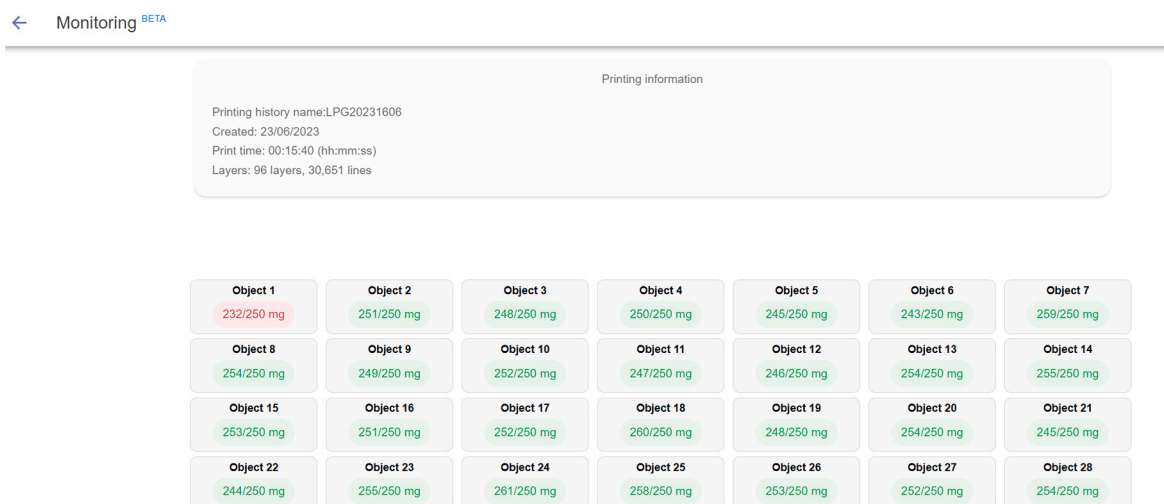 Monitoring BETA
Printing information
Printing history name:LPG20231606
Created: 23/06/2023
Print time: 00:15:40 (hh:mm:ss)
Layers: 96 layers, 30,651 lines
Object 1 Object 2 Object 3 Object 4 Object 5 Object 6 Object 7
232/250 mg 251/250 mg 248/250 mg 250/250 mg 245/250 mg 243/250 mg 259/250 mg
Object 8 Object 9 Object 10 Object 11 Object 12 Object 13 Object 14
254/250 mg 249/250 mg 252/250 mg 247/250 mg 246/250 mg 254/250 mg 255/250 mg
Object 15 Object 16 Object 17 Object 18 Object 19 Object 20 Object 21
253/250 mg 251/250 mg 252/250 mg 260/250 mg 248/250 mg 254/250 mg 245/250 mg
Object 22 Object 23 Object 24 Object 25 Object 26 Object 27 Object 28
244/250 mg 255/250 mg 261/250 mg 258/250 mg 253/250 mg 252/250 mg 254/250 mg